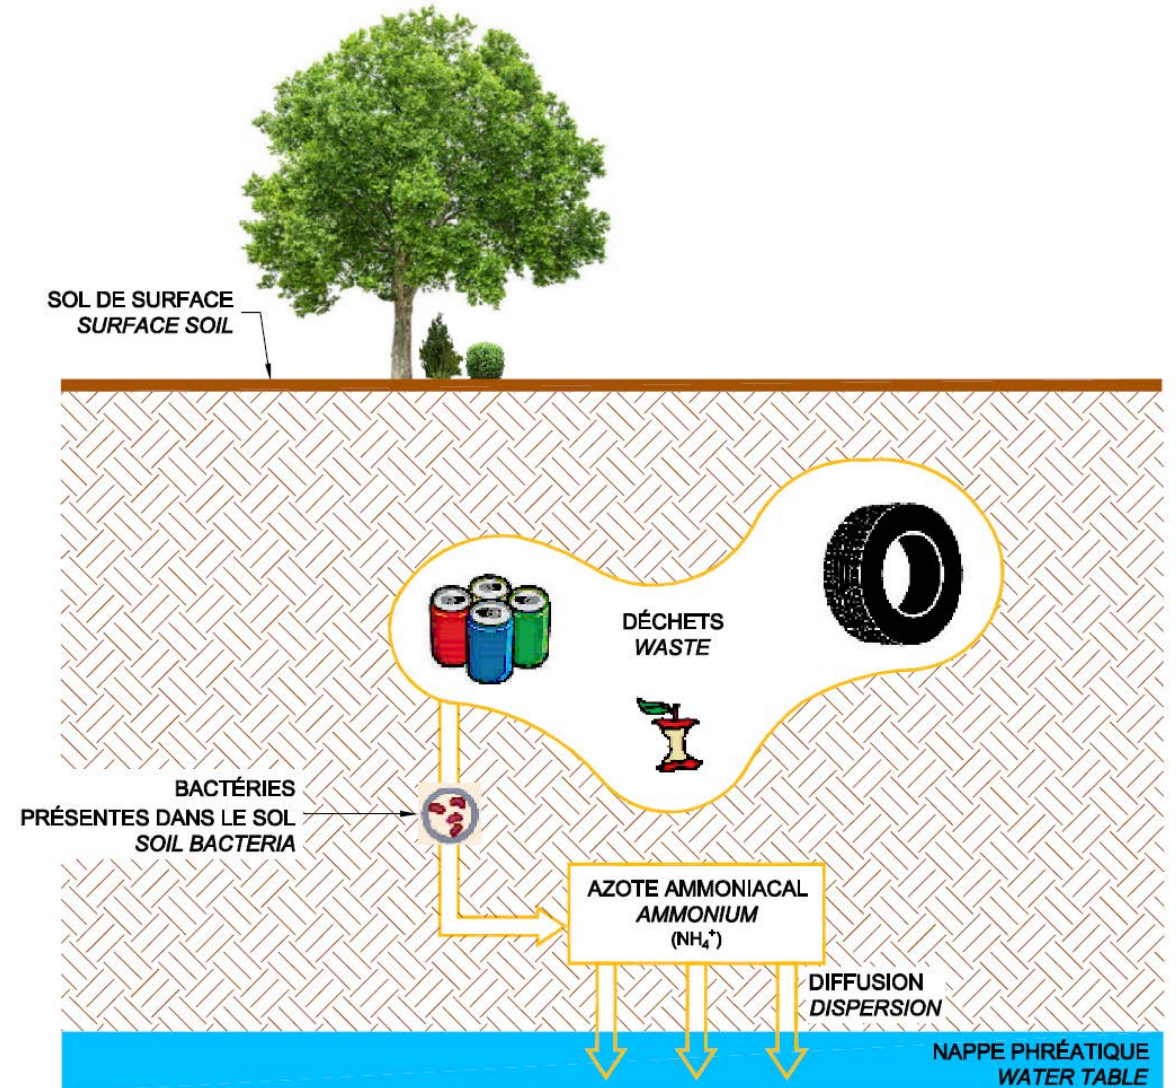 SOL DE SURFACE
SURFACE SOIL
DÉCHETS
WASTE
BACTÉRIES
PRÉSENTES DANS LE SOL
SOIL BACTERIA
AZOTE AMMONIACAL
AMMONIUM
(NH₄⁺)
DIFFUSION
DISPERSION
NAPPE PHRÉATIQUE
WATER TABLE